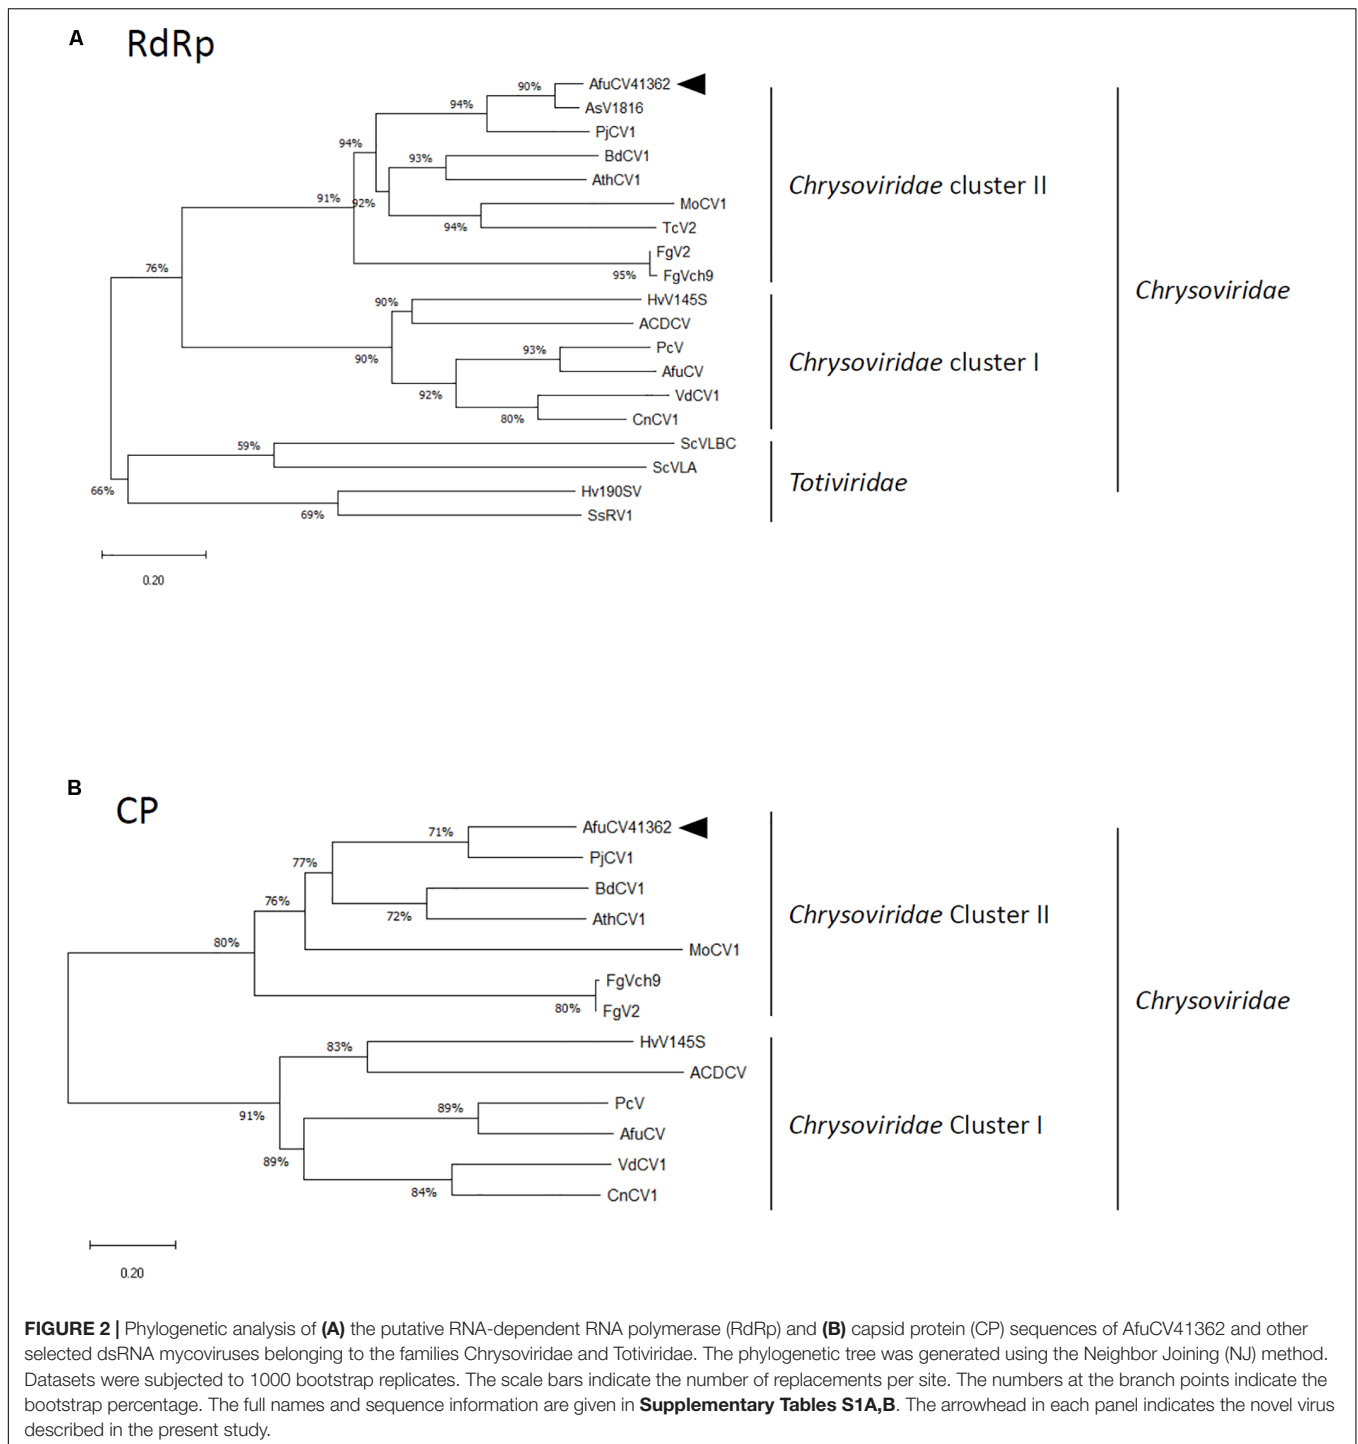 A
RdRp
90%
AfuCV41362
94%
AsV1816
PjCV1
94%
93%
BdCV1
AthCV1
91%
92%
MoCV1
94%
TcV2
FgV2
95%
FgVch9
76%
Chrysoviridae cluster II
90%
HvV145S
ACDCV
90%
93%
PcV
AfuCV
92%
VdCV1
80%
CnCV1
Chrysoviridae cluster I
Chrysoviridae
59%
ScVLBC
ScVLA
66%
Hv190SV
69%
SsRV1
Totiviridae
0.20
B
CP
71%
AfuCV41362
PjCV1
77%
BdCV1
72%
AthCV1
76%
MoCV1
80%
FgVch9
80%
FgV2
Chrysoviridae Cluster II
83%
HvV145S
ACDCV
91%
89%
PcV
AfuCV
89%
VdCV1
84%
CnCV1
Chrysoviridae Cluster I
Chrysoviridae
0.20
FIGURE 2 | Phylogenetic analysis of (A) the putative RNA-dependent RNA polymerase (RdRp) and (B) capsid protein (CP) sequences of AfuCV41362 and other
selected dsRNA mycoviruses belonging to the families Chrysoviridae and Totiviridae. The phylogenetic tree was generated using the Neighbor Joining (NJ) method.
Datasets were subjected to 1000 bootstrap replicates. The scale bars indicate the number of replacements per site. The numbers at the branch points indicate the
bootstrap percentage. The full names and sequence information are given in Supplementary Tables S1A,B. The arrowhead in each panel indicates the novel virus
described in the present study.